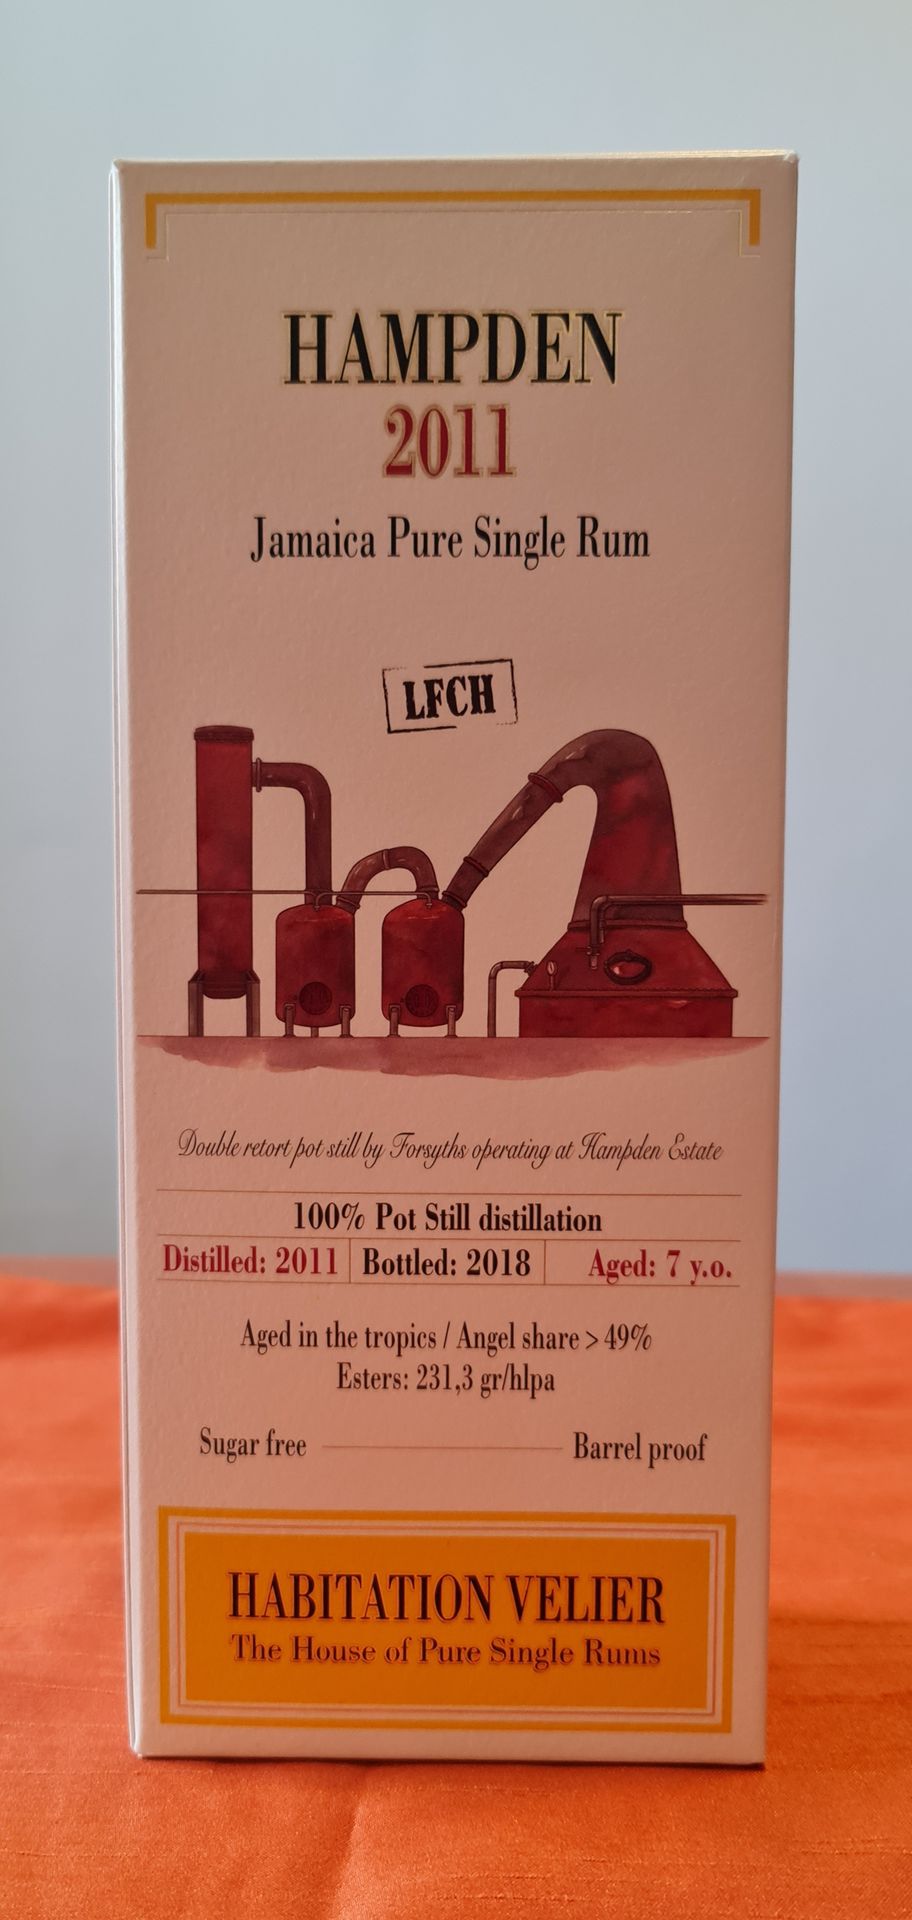 HAMPDEN
2011
Jamaica Pure Single Rum
LFCH
Double retort pot still by Forsyths operating at Hampden Estate
100% Pot Still distillation
Distilled: 2011 Bottled: 2018 Aged: 7 y.o.
Aged in the tropics / Angel share > 49%
Esters: 231,3 gr/hlpa
Sugar free Barrel proof
HABITATION VELIER
The House of Pure Single Rums